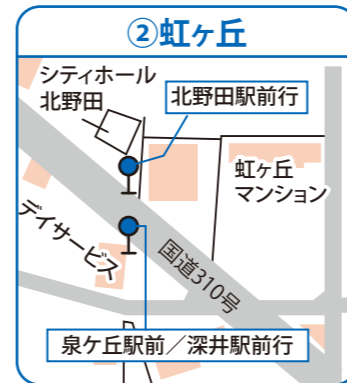 ②虹ヶ丘
シティホール
北野田
北野田駅前行
虹ヶ丘
マンション
デイサービス
国道310号
泉ケ丘駅前／深井駅前行